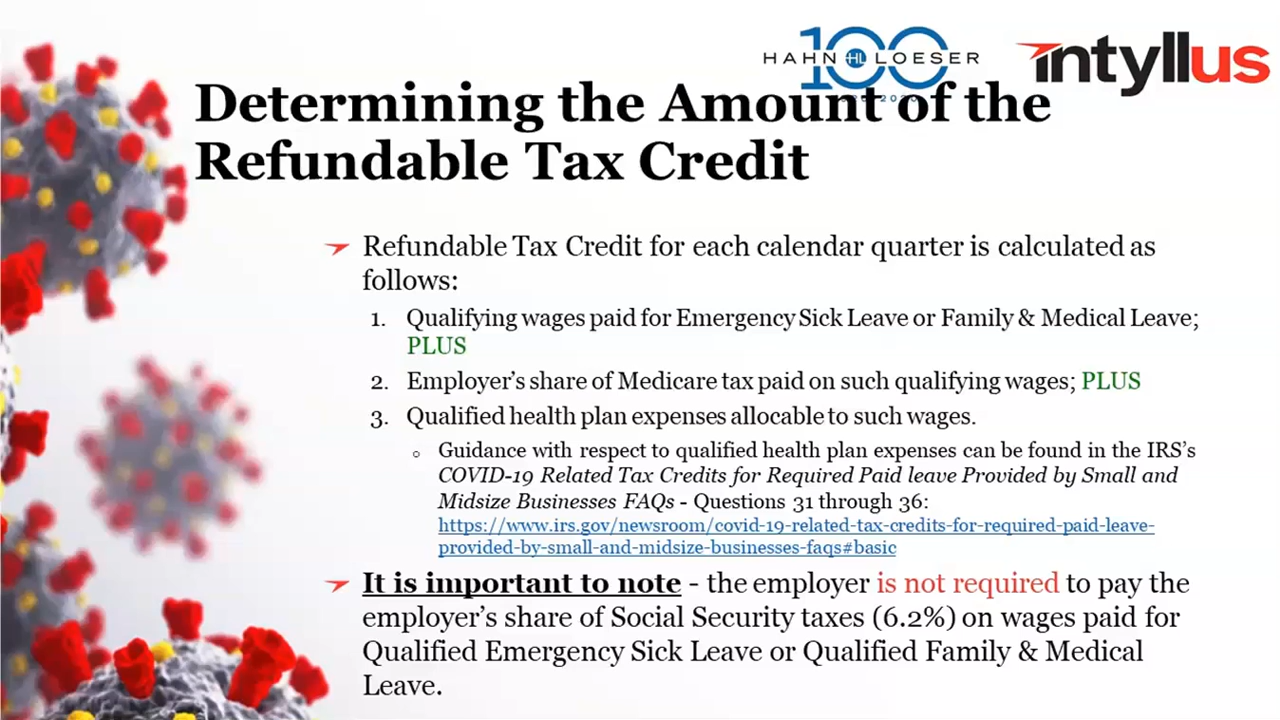 HAHN HL LOESER
100
intyllus
Determining the Amount of the
Refundable Tax Credit
Refundable Tax Credit for each calendar quarter is calculated as
follows:
1. Qualifying wages paid for Emergency Sick Leave or Family & Medical Leave;
PLUS
2. Employer's share of Medicare tax paid on such qualifying wages; PLUS
3. Qualified health plan expenses allocable to such wages.
Guidance with respect to qualified health plan expenses can be found in the IRS's
COVID-19 Related Tax Credits for Required Paid leave Provided by Small and
Midsize Businesses FAQs - Questions 31 through 36:
https://www.irs.gov/newsroom/covid-19-related-tax-credits-for-required-paid-leave-
provided-by-small-and-midsize-businesses-faqs#basic
It is important to note - the employer is not required to pay the
employer's share of Social Security taxes (6.2%) on wages paid for
Qualified Emergency Sick Leave or Qualified Family & Medical
Leave.